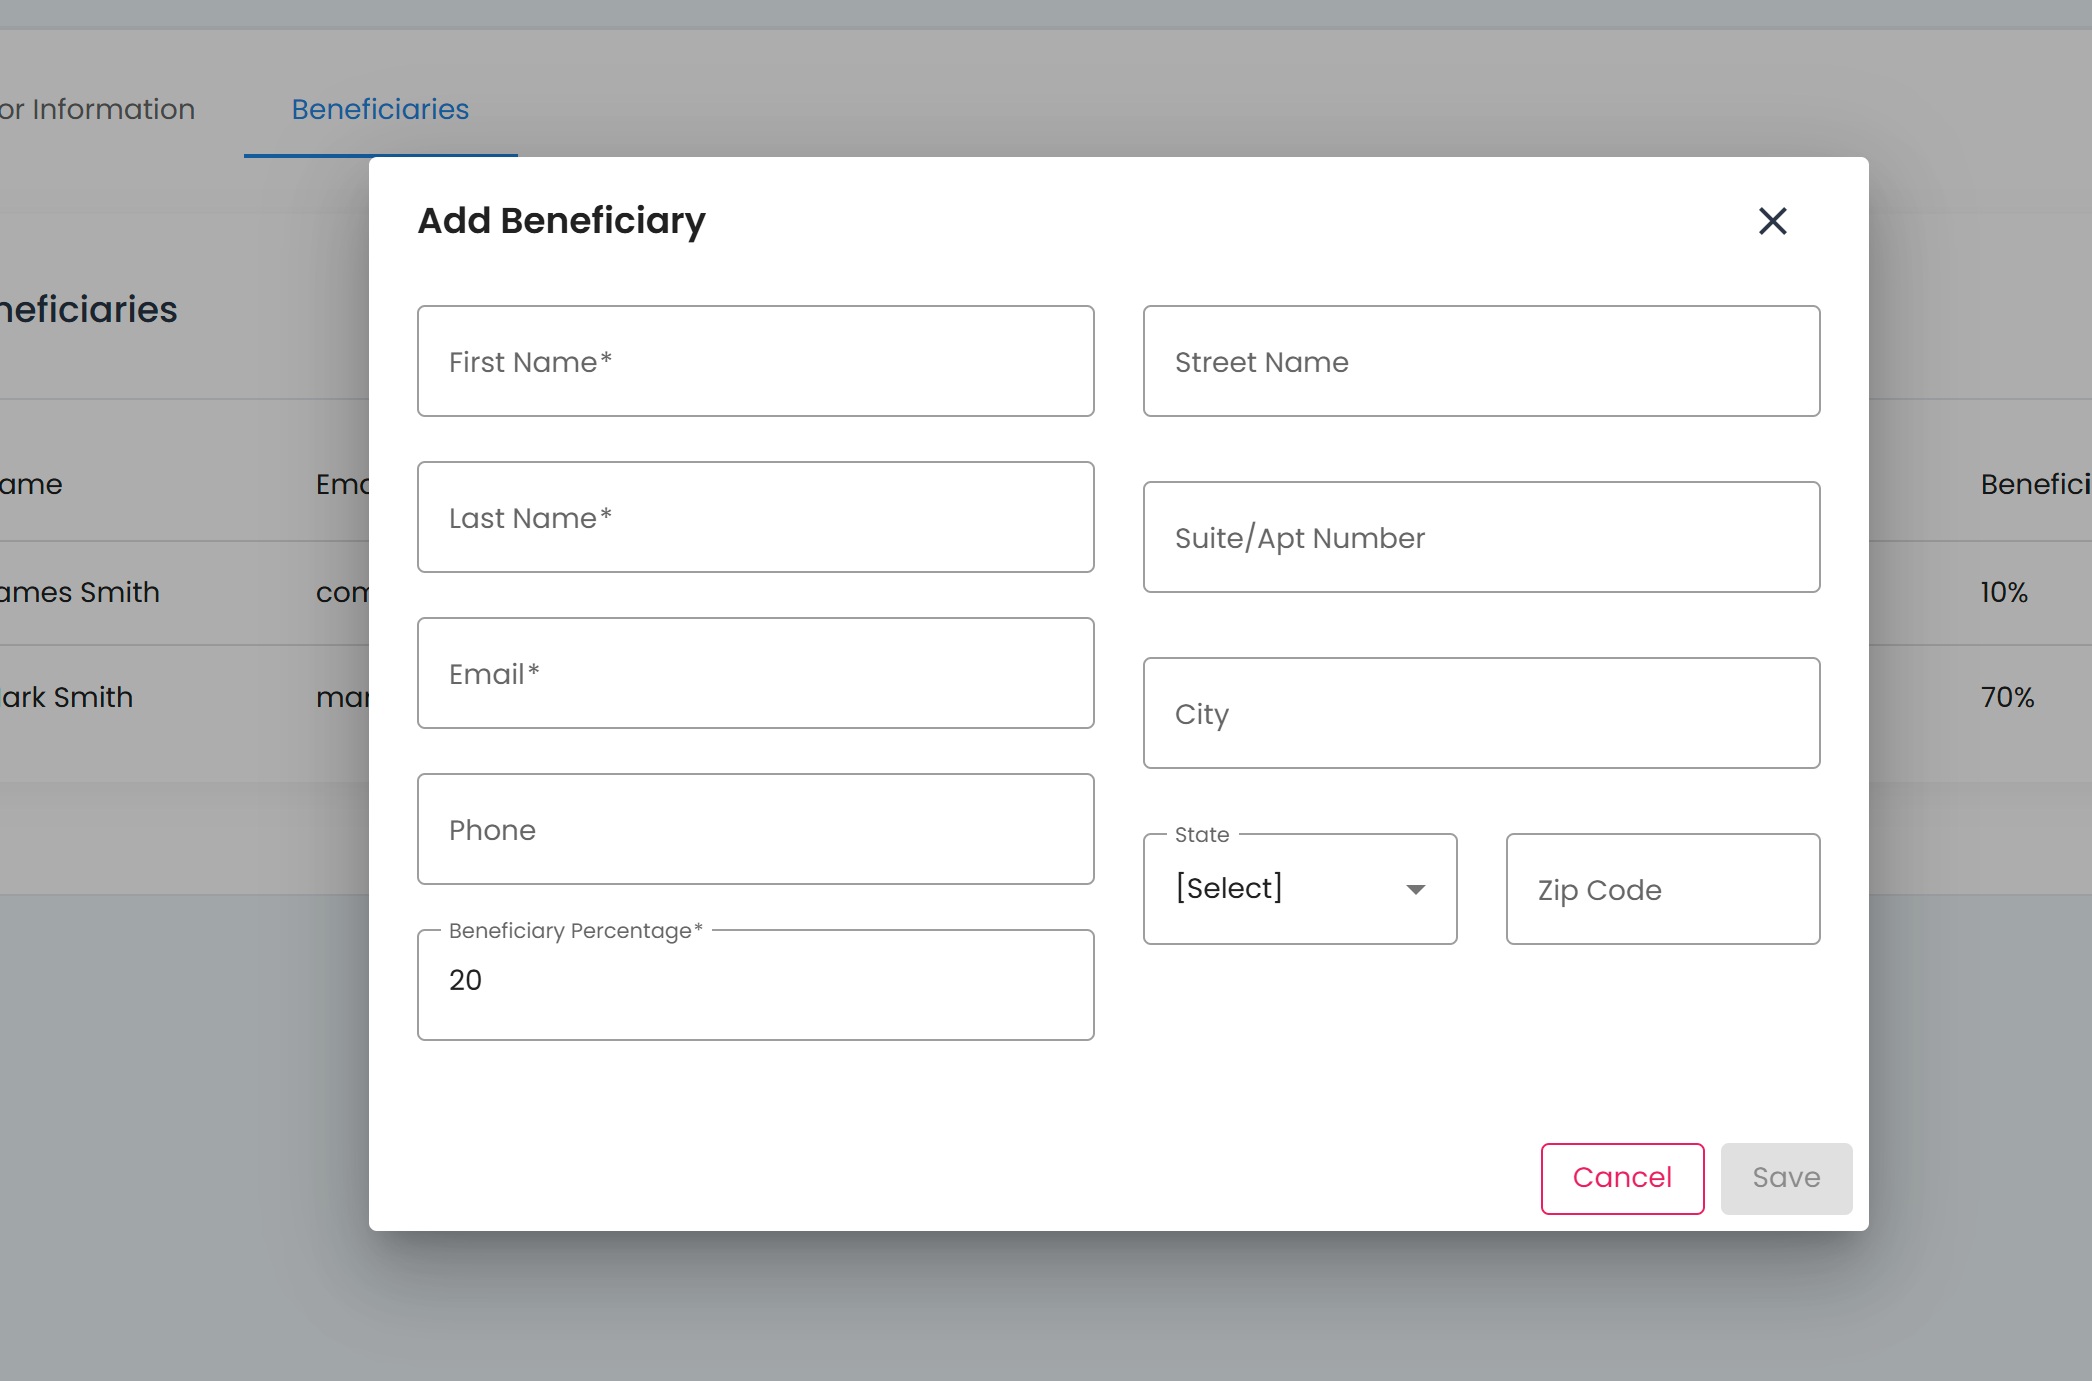 or Information
Beneficiaries
Add Beneficiary
neficiaries
First Name*
Street Name
Last Name*
Suite/Apt Number
ame
Ema
Benefici
ames Smith
com
10%
Email*
City
ark Smith
mar
70%
Phone
State
[Select]
Zip Code
Beneficiary Percentage*
20
Cancel
Save